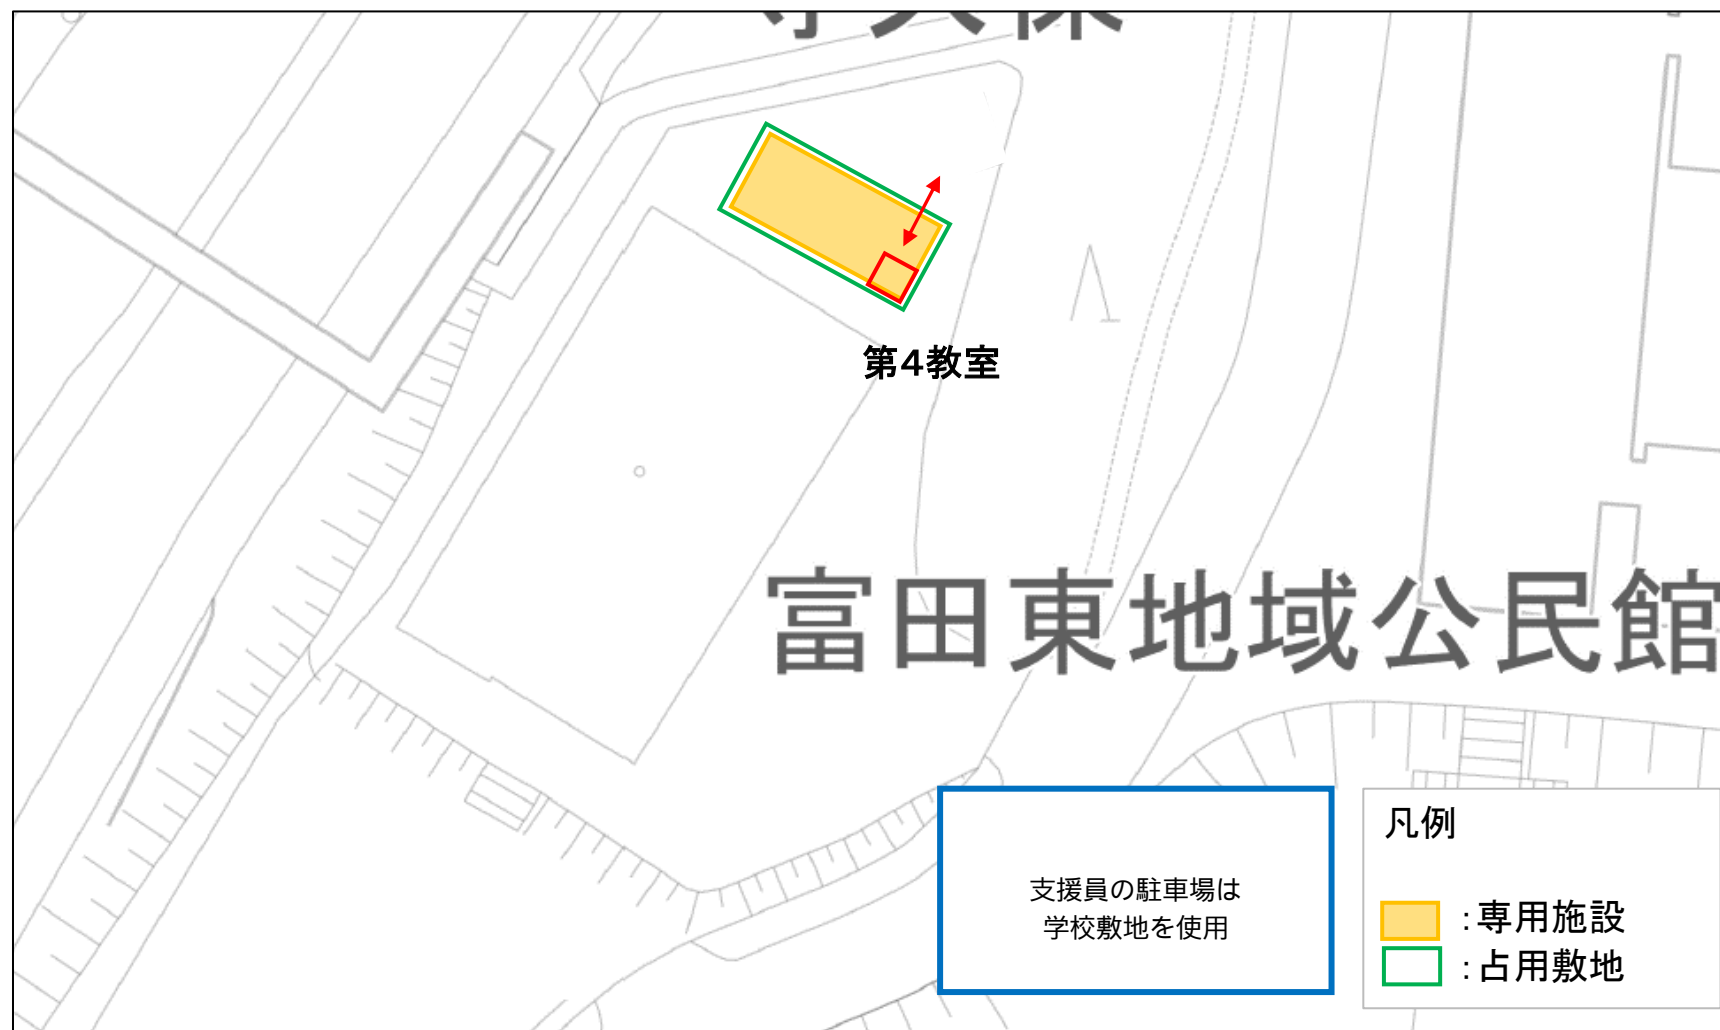 第4教室
富田東地域公民館
支援員の駐車場は
学校敷地を使用
凡例
：専用施設
：占用敷地